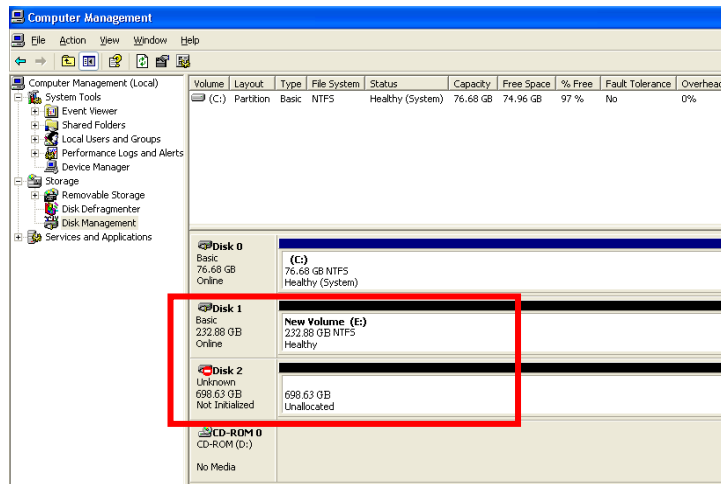 Computer Management
File Action View Window Help
Computer Management (Local)
System Tools
Event Viewer
Shared Folders
Local Users and Groups
Performance Logs and Alerts
Device Manager
Storage
Removable Storage
Disk Defragmenter
Disk Management
Services and Applications
Volume Layout Type File System Status Capacity Free Space % Free Fault Tolerance Overhead
(C:) Partition Basic NTFS Healthy (System) 76.68 GB 74.96 GB 97 % No 0%
Disk 0
Basic
76.68 GB
Online
(C:)
76.68 GB NTFS
Healthy (System)
Disk 1
Basic
232.88 GB
Online
New Volume (E:)
232.88 GB NTFS
Healthy
Disk 2
Unknown
698.63 GB
Not Initialized
698.63 GB
Unallocated
CD-ROM 0
CD-ROM (D:)
No Media